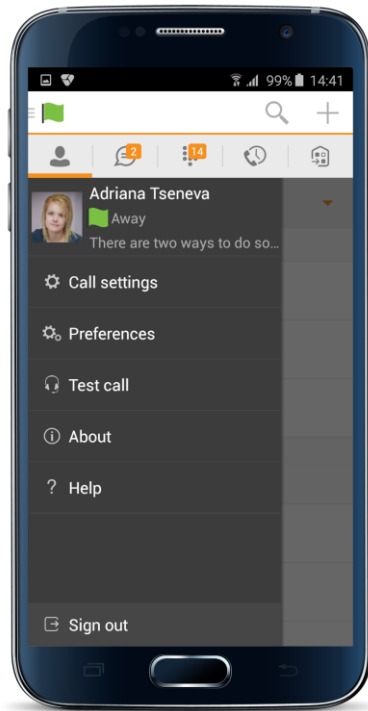 99% 14:41
2
14
Adriana Tseneva
Away
There are two ways to do so...
Call settings
Preferences
Test call
About
? Help
Sign out